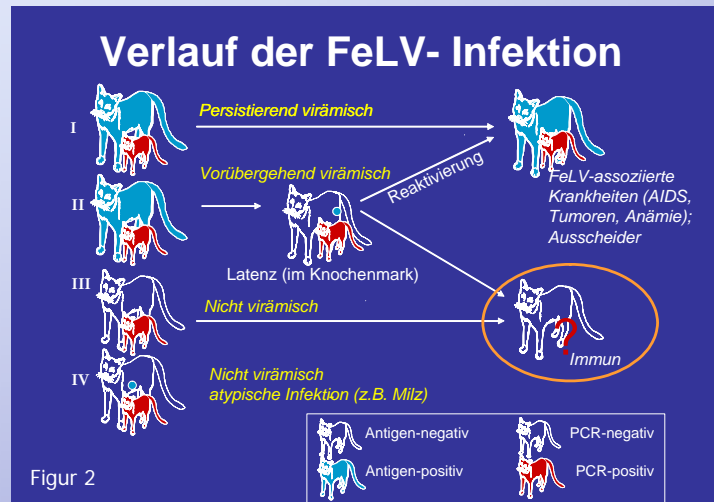 Verlauf der FeLV- Infektion
I
Persistierend virämisch
Vorübergehend virämisch
II
Reaktivierung
FeLV-assoziierte
Krankheiten (AIDS,
Tumoren, Anämie);
Ausscheider
Latenz (im Knochenmark)
III
Nicht virämisch
?
Immun
IV
Nicht virämisch
atypische Infektion (z.B. Milz)
Antigen-negativ
PCR-negativ
Antigen-positiv
PCR-positiv
Figur 2